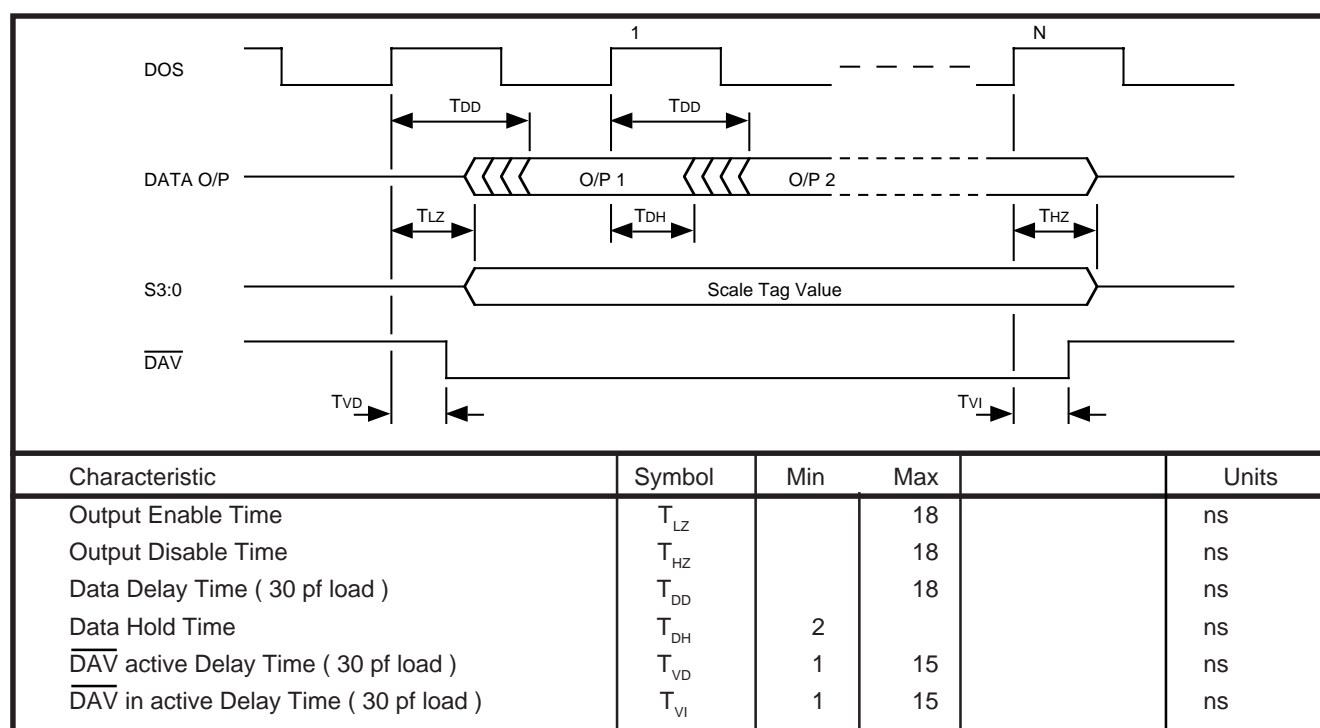 1 N
DOS
TDD TDD
DATA O/P O/P 1 O/P 2
TLZ TDH THZ
S3:0 Scale Tag Value
DAV
TVD TVI
Characteristic Symbol Min Max Units
Output Enable Time TLZ 18 ns
Output Disable Time THZ 18 ns
Data Delay Time ( 30 pf load ) TDD 18 ns
Data Hold Time TDH 2 ns
DAV active Delay Time ( 30 pf load ) TVD 1 15 ns
DAV in active Delay Time ( 30 pf load ) TVI 1 15 ns